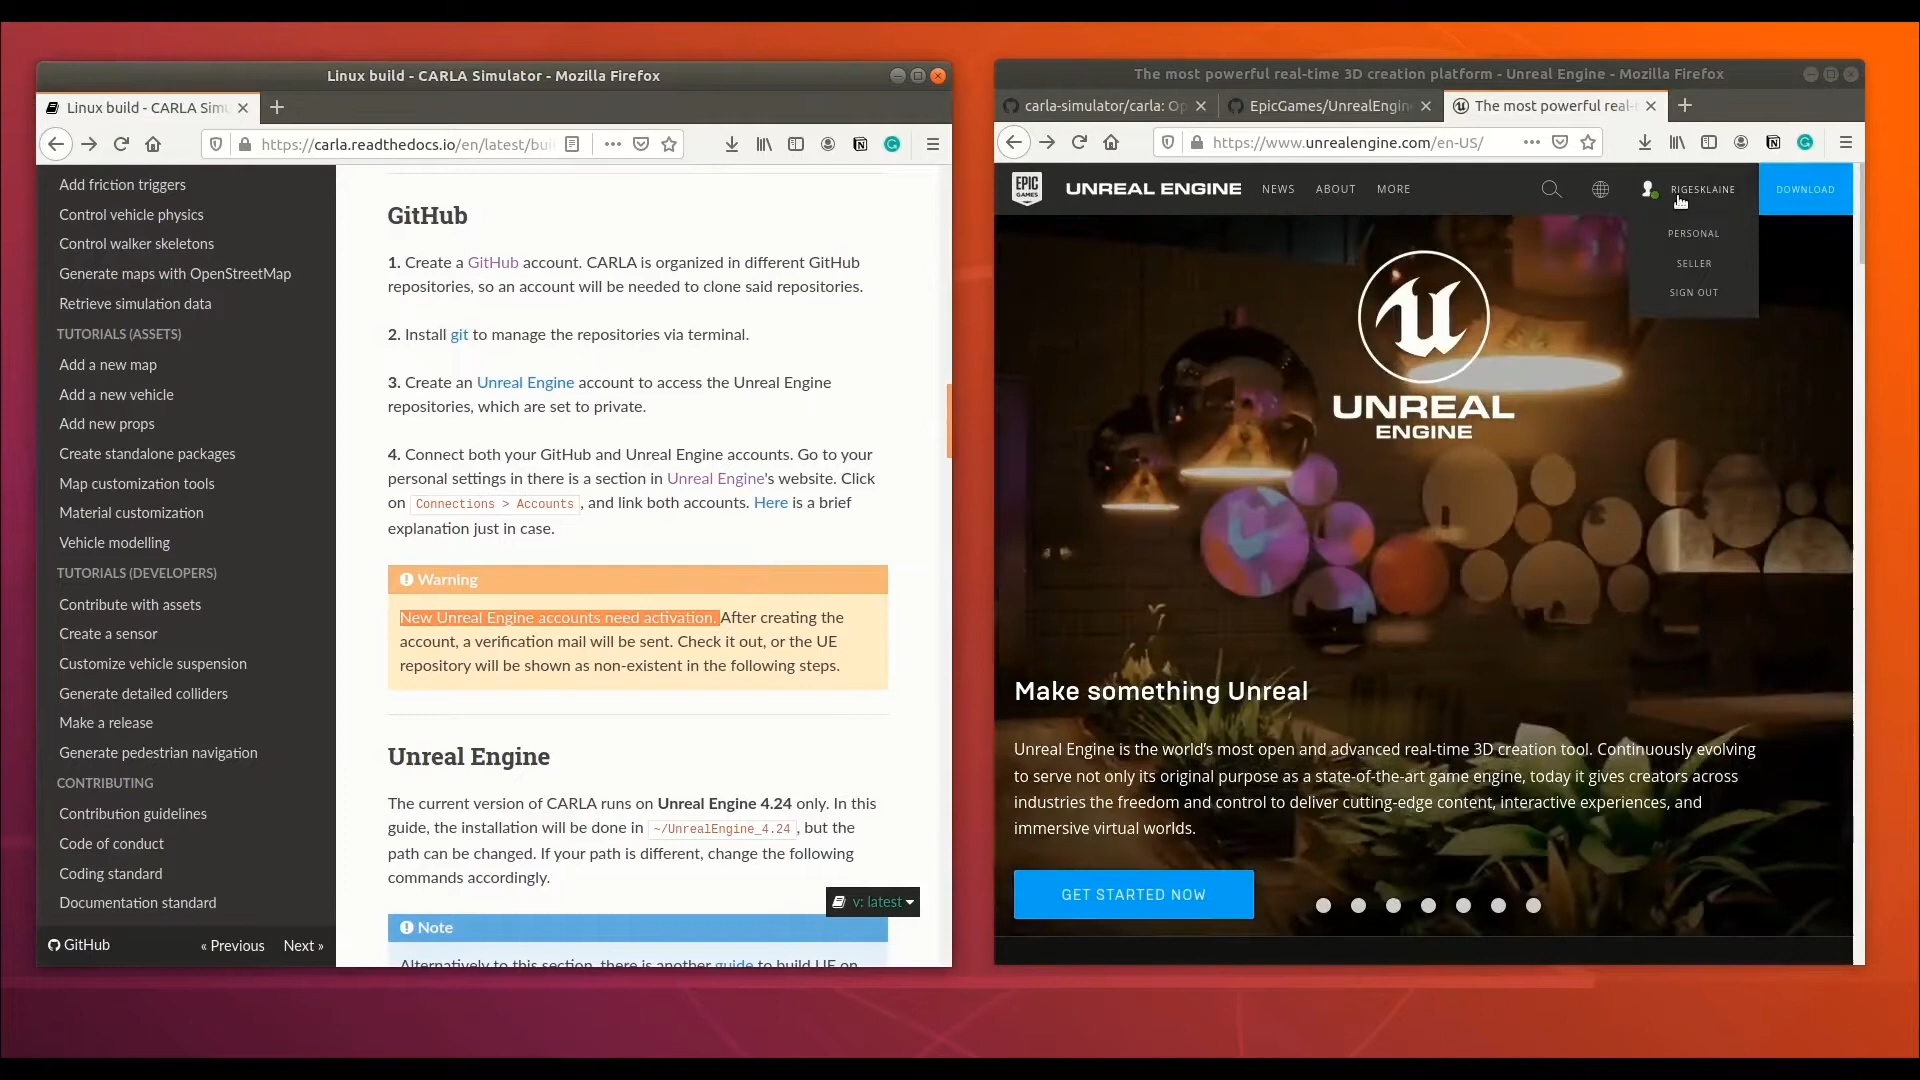 Linux build - CARLA Simulator - Mozilla Firefox
Linux build - CARLA Sim
https://carla.readthedocs.io/en/latest/bui
Add friction triggers
Control vehicle physics
Control walker skeletons
Generate maps with OpenStreetMap
Retrieve simulation data
TUTORIALS (ASSETS)
Add a new map
Add a new vehicle
Add new props
Create standalone packages
Map customization tools
Material customization
Vehicle modelling
TUTORIALS (DEVELOPERS)
Contribute with assets
Create a sensor
Customize vehicle suspension
Generate detailed colliders
Make a release
Generate pedestrian navigation
CONTRIBUTING
Contribution guidelines
Code of conduct
Coding standard
Documentation standard
GitHub
« Previous
Next »
GitHub
1. Create a GitHub account. CARLA is organized in different GitHub
repositories, so an account will be needed to clone said repositories.
2. Install git to manage the repositories via terminal.
3. Create an Unreal Engine account to access the Unreal Engine
repositories, which are set to private.
4. Connect both your GitHub and Unreal Engine accounts. Go to your
personal settings in there is a section in Unreal Engine's website. Click
on Connections > Accounts, and link both accounts. Here is a brief
explanation just in case.
Warning
New Unreal Engine accounts need activation. After creating the
account, a verification mail will be sent. Check it out, or the UE
repository will be shown as non-existent in the following steps.
Unreal Engine
The current version of CARLA runs on Unreal Engine 4.24 only. In this
guide, the installation will be done in ~/UnrealEngine_4.24, but the
path can be changed. If your path is different, change the following
commands accordingly.
v: latest
Note
Alternatively to this section, there is another guide to build UE on
The most powerful real-time 3D creation platform - Unreal Engine - Mozilla Firefox
carla-simulator/carla: Op
EpicGames/UnrealEngin
The most powerful real-
https://www.unrealengine.com/en-US/
EPIC
GAMES
UNREAL ENGINE
NEWS
ABOUT
MORE
RIGESKLAINE
DOWNLOAD
PERSONAL
SELLER
SIGN OUT
UNREAL
ENGINE
Make something Unreal
Unreal Engine is the world's most open and advanced real-time 3D creation tool. Continuously evolving
to serve not only its original purpose as a state-of-the-art game engine, today it gives creators across
industries the freedom and control to deliver cutting-edge content, interactive experiences, and
immersive virtual worlds.
GET STARTED NOW